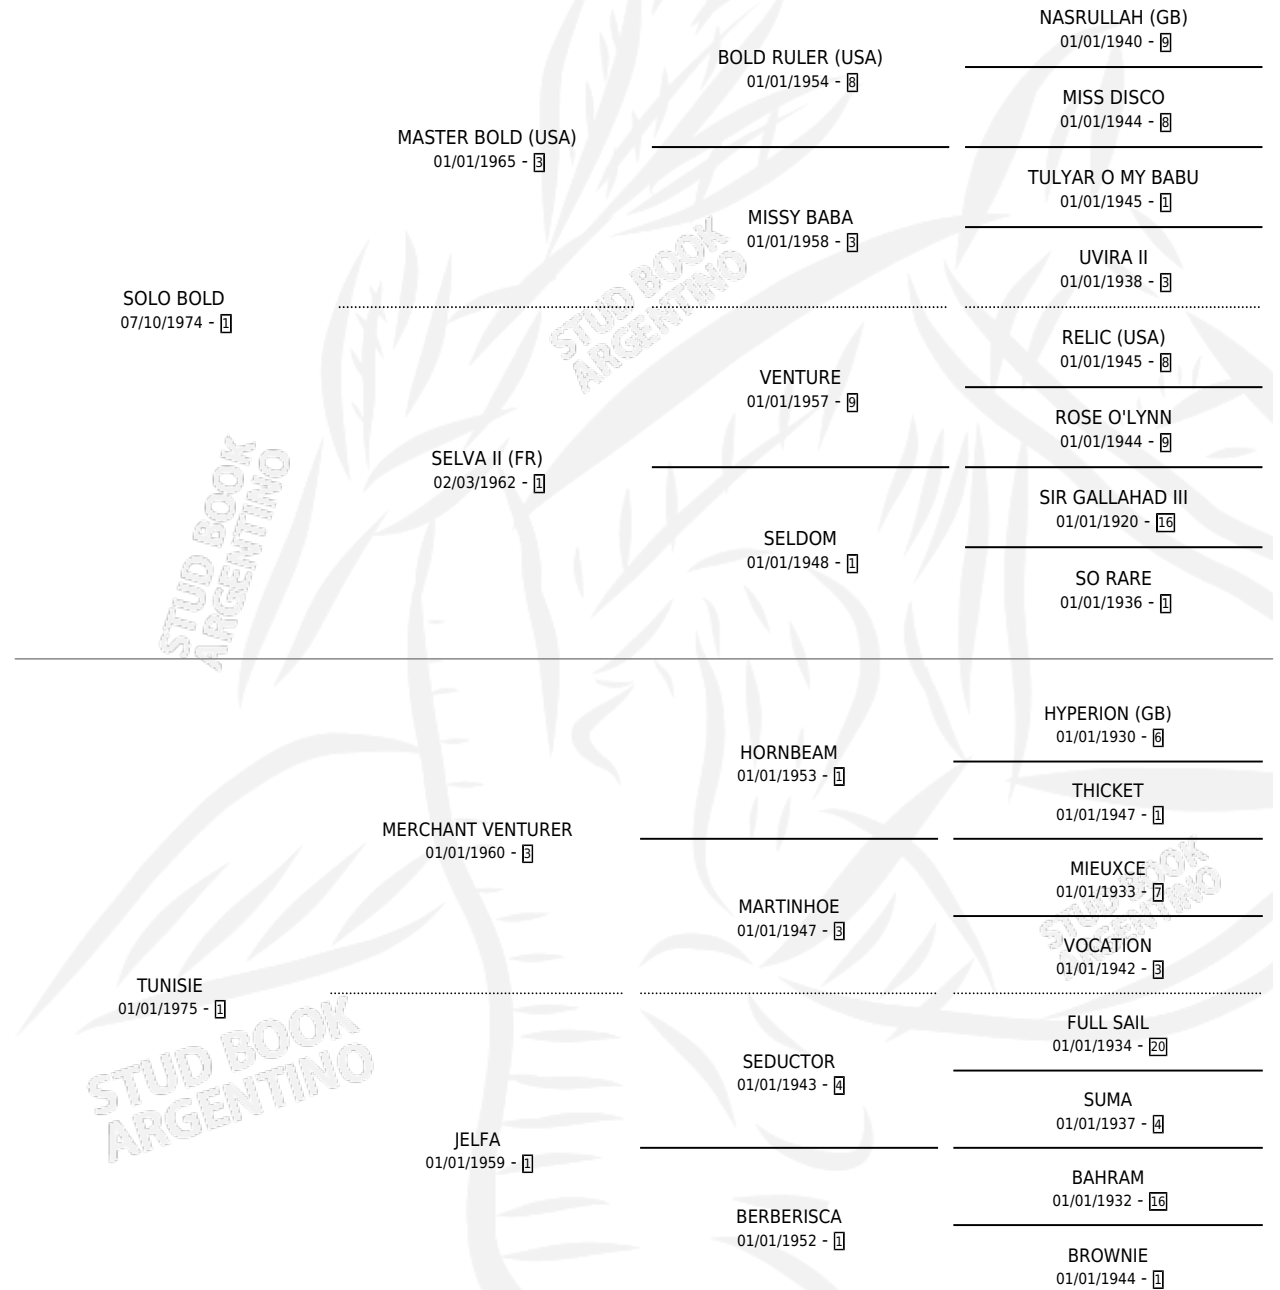 NASRULLAH (GB)
01/01/1940 - 9
BOLD RULER (USA)
01/01/1954 - 8
MISS DISCO
01/01/1944 - 8
MASTER BOLD (USA)
01/01/1965 - 3
TULYAR O MY BABU
01/01/1945 - 1
MISSY BABA
01/01/1958 - 3
UVIRA II
01/01/1938 - 3
SOLO BOLD
07/10/1974 - 1
RELIC (USA)
01/01/1945 - 8
VENTURE
01/01/1957 - 9
ROSE O'LYNN
01/01/1944 - 9
SELVA II (FR)
02/03/1962 - 1
SIR GALLAHAD III
01/01/1920 - 16
SELDOM
01/01/1948 - 1
SO RARE
01/01/1936 - 1
STUD BOOK
ARGENTINO
STUD BOOK
ARGENTINO
HYPERION (GB)
01/01/1930 - 6
HORNBEAM
01/01/1953 - 1
THICKET
01/01/1947 - 1
MERCHANT VENTURER
01/01/1960 - 3
MIEUXCE
01/01/1933 - 7
MARTINHOE
01/01/1947 - 3
VOCATION
01/01/1942 - 3
TUNISIE
01/01/1975 - 1
FULL SAIL
01/01/1934 - 20
SEDUCTOR
01/01/1943 - 4
SUMA
01/01/1937 - 4
JELFA
01/01/1959 - 1
BAHRAM
01/01/1932 - 16
BERBERISCA
01/01/1952 - 1
BROWNIE
01/01/1944 - 1
STUD BOOK
ARGENTINO
STUD BOOK
ARGENTINO